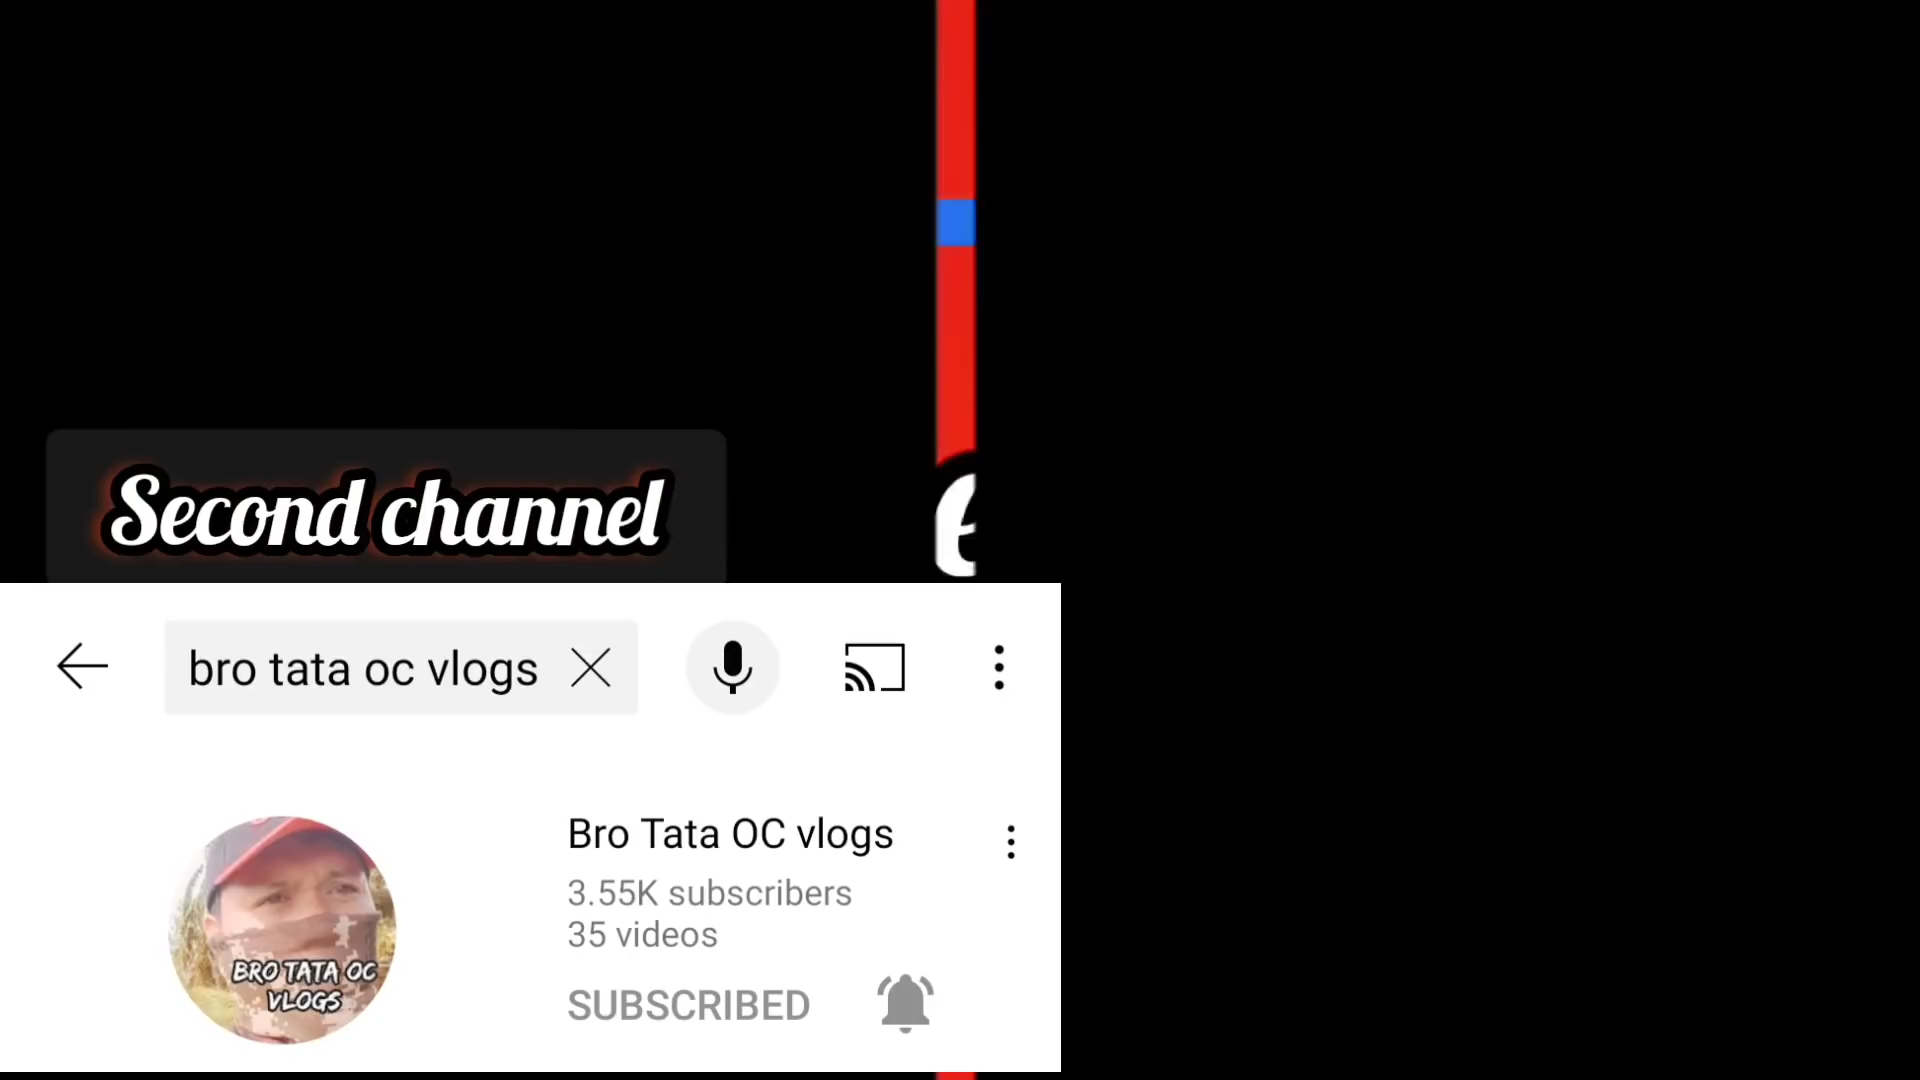 Second channel
bro tata oc vlogs
Bro Tata OC vlogs
3.55K subscribers
35 videos
SUBSCRIBED
BRO TATA OC
VLOGS